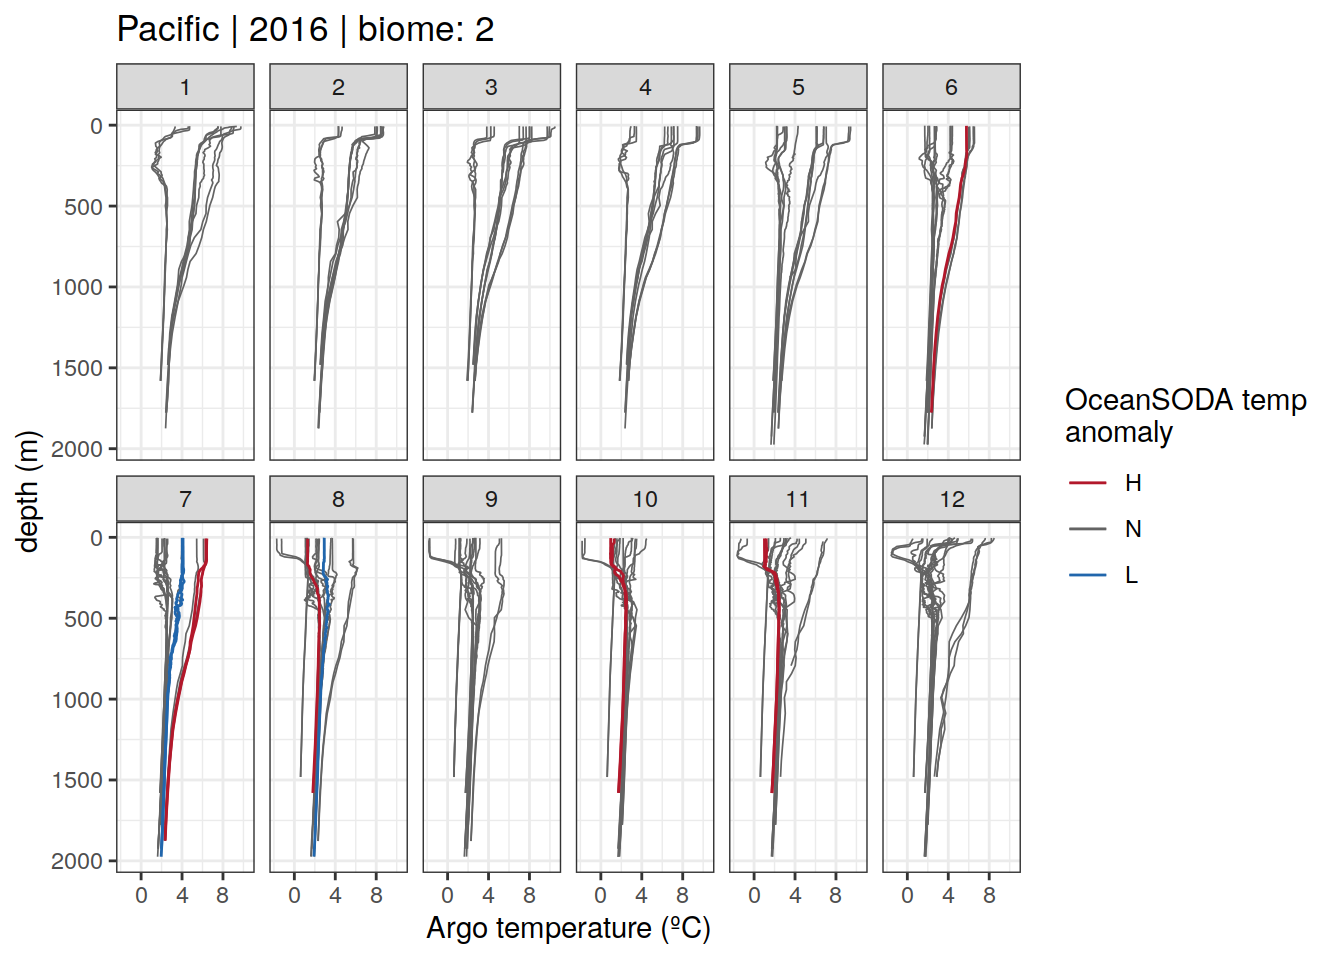 Pacific | 2016 | biome: 2
1 2 3 4 5 6
0
500
1000
1500
2000
7 8 9 10 11 12
0
500
1000
1500
2000
0 4 8 0 4 8 0 4 8 0 4 8 0 4 8 0 4 8
Argo temperature (ºC)
depth (m)
OceanSODA temp
anomaly
H
N
L